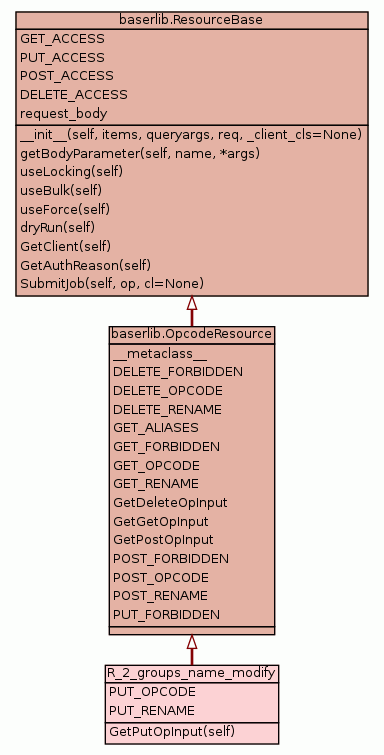 baserlib.ResourceBase
GET_ACCESS
PUT_ACCESS
POST_ACCESS
DELETE_ACCESS
request_body
__init__(self, items, queryargs, req, _client_cls=None)
getBodyParameter(self, name, *args)
useLocking(self)
useBulk(self)
useForce(self)
dryRun(self)
GetClient(self)
GetAuthReason(self)
SubmitJob(self, op, cl=None)
baserlib.OpcodeResource
__metaclass__
DELETE_FORBIDDEN
DELETE_OPCODE
DELETE_RENAME
GET_ALIASES
GET_FORBIDDEN
GET_OPCODE
GET_RENAME
GetDeleteOpInput
GetGetOpInput
GetPostOpInput
POST_FORBIDDEN
POST_OPCODE
POST_RENAME
PUT_FORBIDDEN
R_2_groups_name_modify
PUT_OPCODE
PUT_RENAME
GetPutOpInput(self)